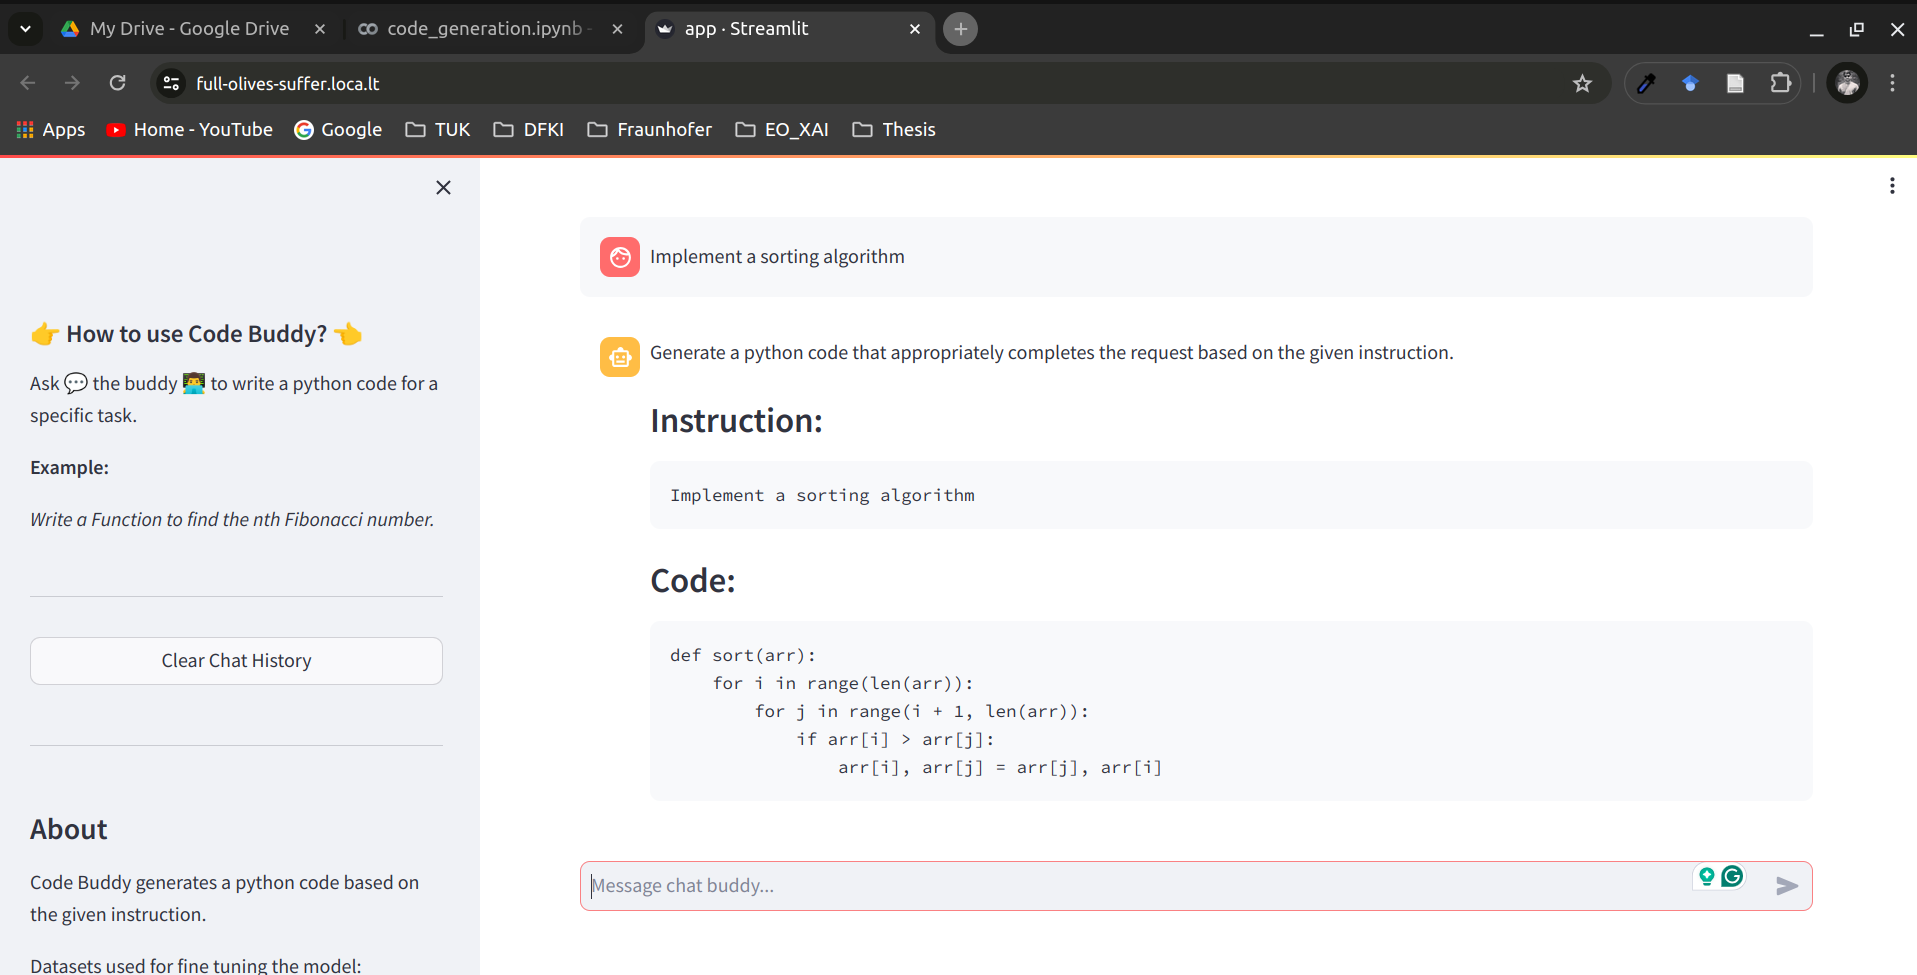 My Drive - Google Drive
code_generation.ipynb -
app · Streamlit
full-olives-suffer.loca.lt
Apps
Home - YouTube
Google
TUK
DFKI
Fraunhofer
EO_XAI
Thesis
👉 How to use Code Buddy? 👈
Ask 💬 the buddy 👨‍💻 to write a python code for a
specific task.
Example:
Write a Function to find the nth Fibonacci number.
Clear Chat History
About
Code Buddy generates a python code based on
the given instruction.
Datasets used for fine tuning the model:
Implement a sorting algorithm
Generate a python code that appropriately completes the request based on the given instruction.
Instruction:
Implement a sorting algorithm
Code:
def sort(arr):
    for i in range(len(arr)):
        for j in range(i + 1, len(arr)):
            if arr[i] > arr[j]:
                arr[i], arr[j] = arr[j], arr[i]
Message chat buddy...